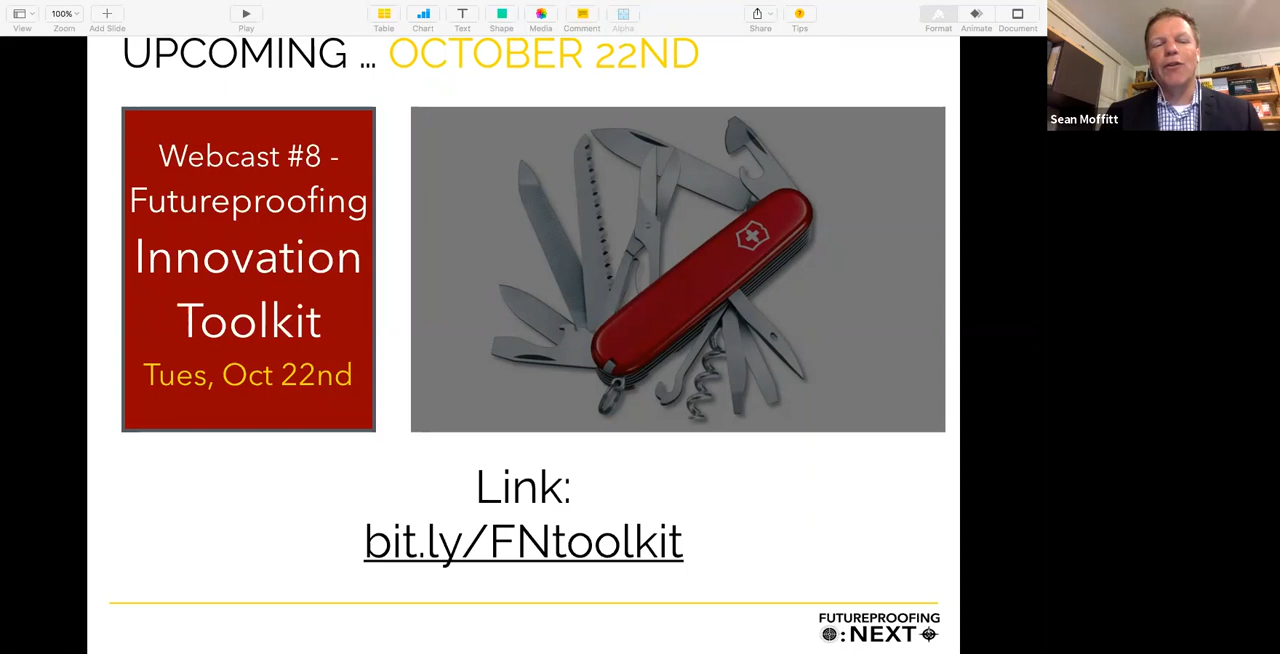 100%
View
Zoom
Add Slide
Play
Table
Chart
Text
Shape
Media
Comment
Alpha
Share
Tips
Format
Animate
Document
UPCOMING ... OCTOBER 22ND
Sean Moffitt
Webcast #8 -
Futureproofing
Innovation
Toolkit
Tues, Oct 22nd
Link:
bit.ly/FNtoolkit
FUTUREPROOFING
:NEXT